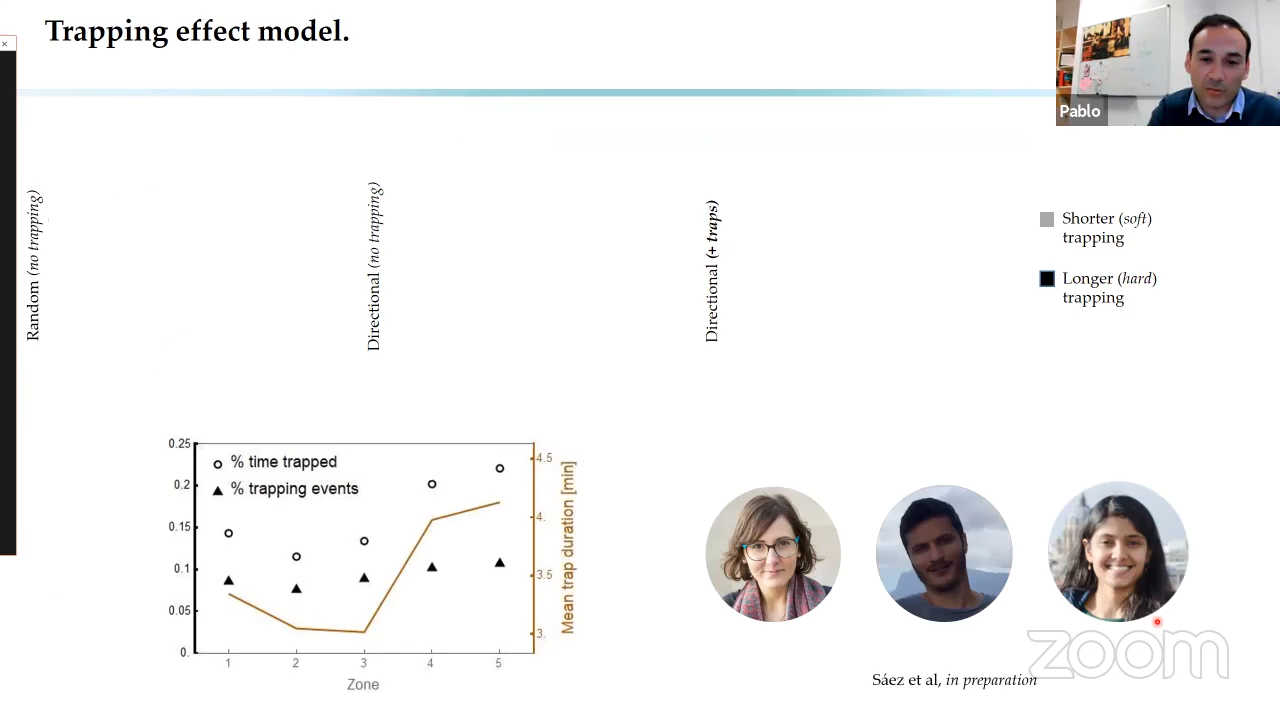 Trapping effect model.
Pablo
Random (no trapping)
Directional (no trapping)
Directional (+ traps)
Shorter (soft)
trapping
Longer (hard)
trapping
% time trapped
% trapping events
0.25
0.2
0.15
0.1
0.05
0.
4.5
4.
3.5
3.
Mean trap duration [min]
1 2 3 4 5
Zone
zoom
Sáez et al, in preparation